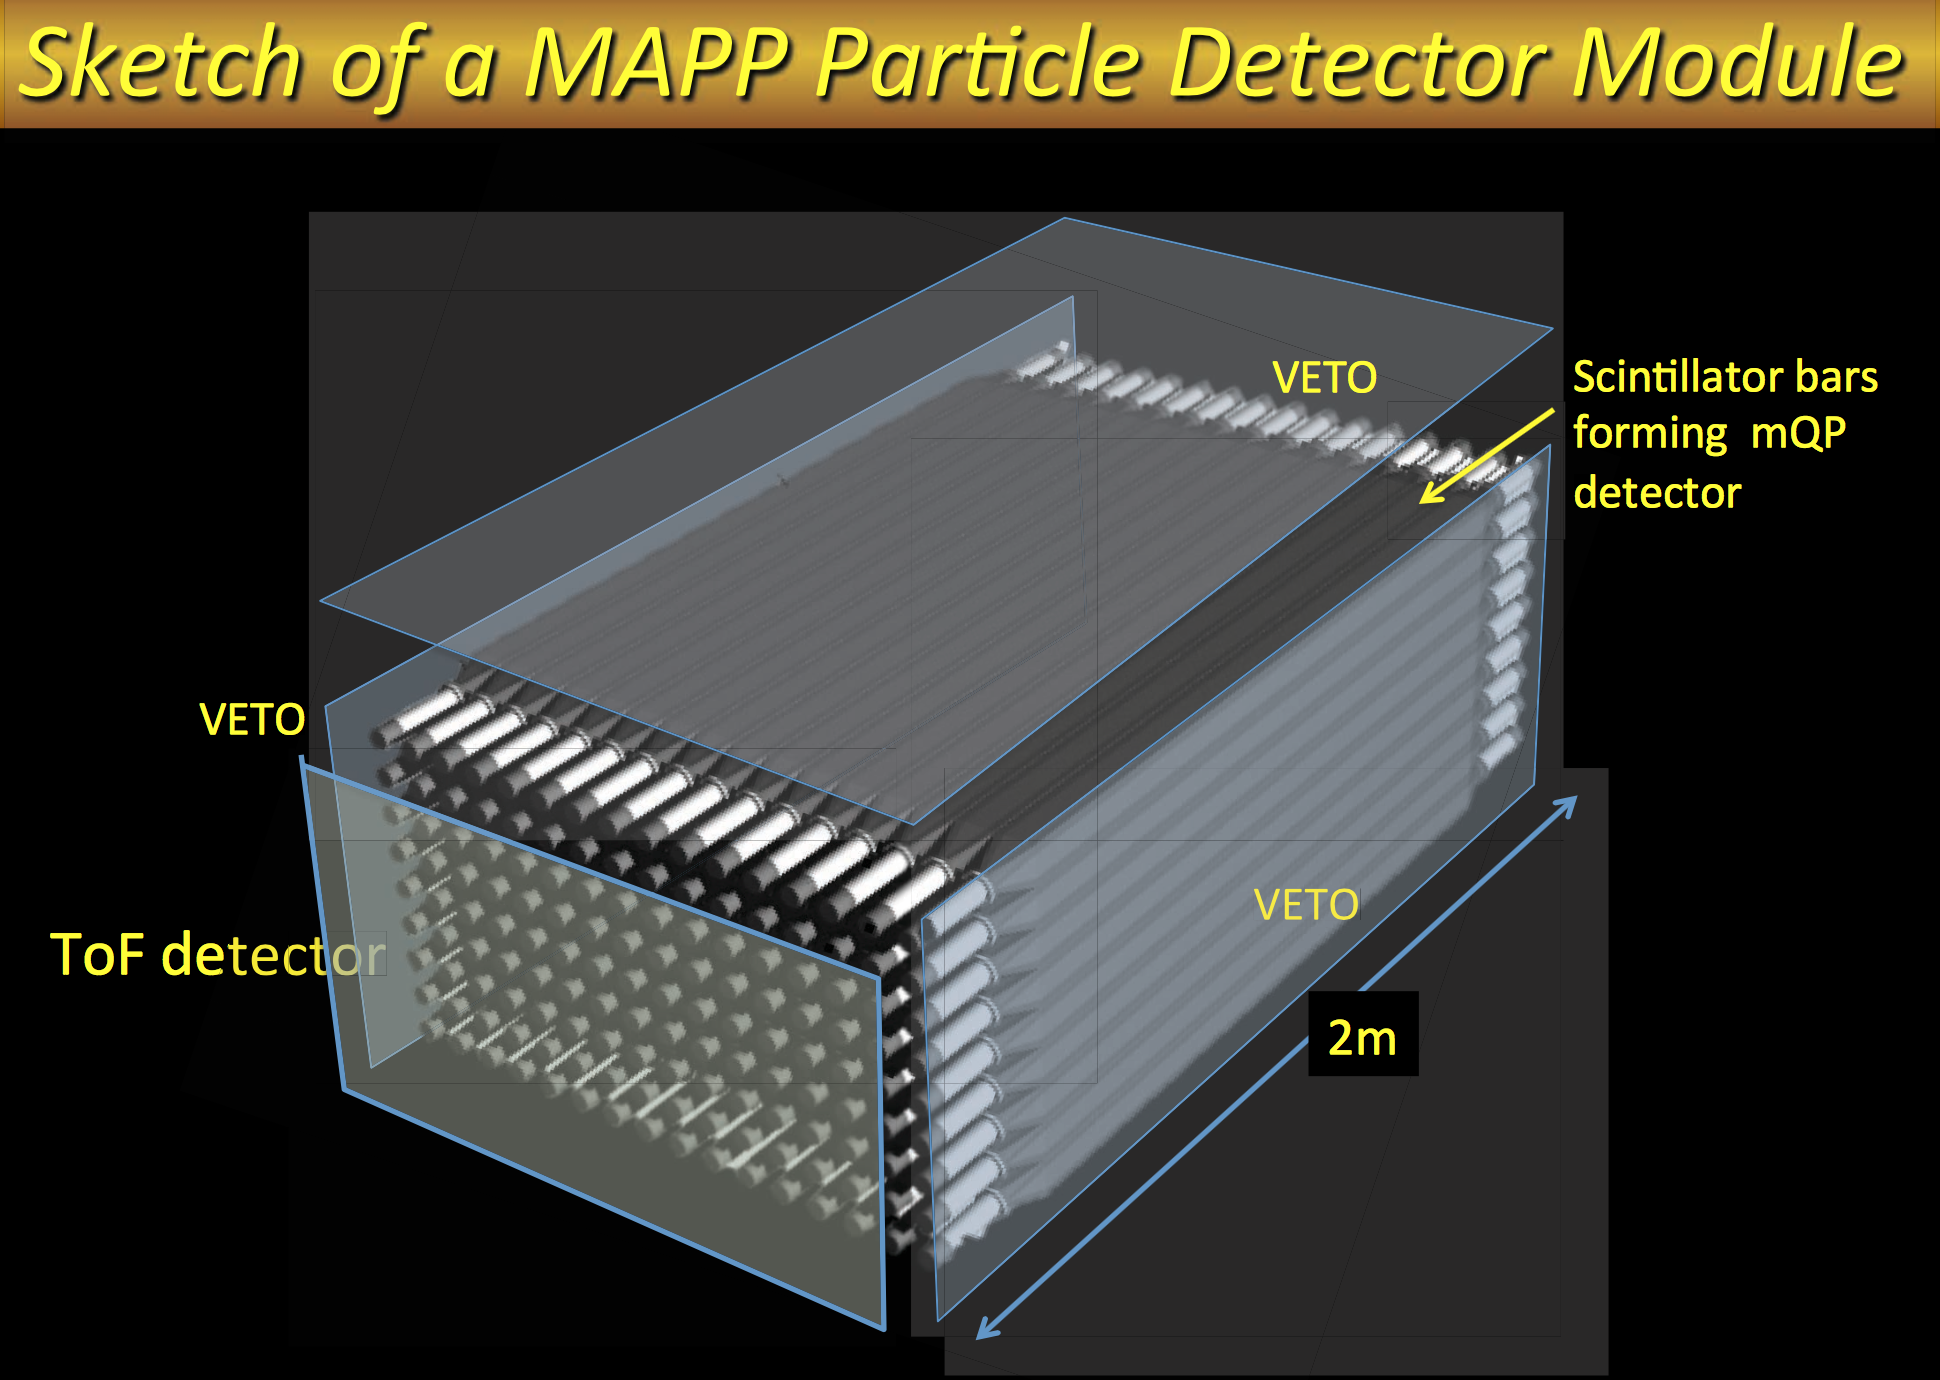 Sketch of a MAPP Particle Detector Module
VETO
Scintillator bars
forming mQP
detector
VETO
VETO
ToF detector
2m